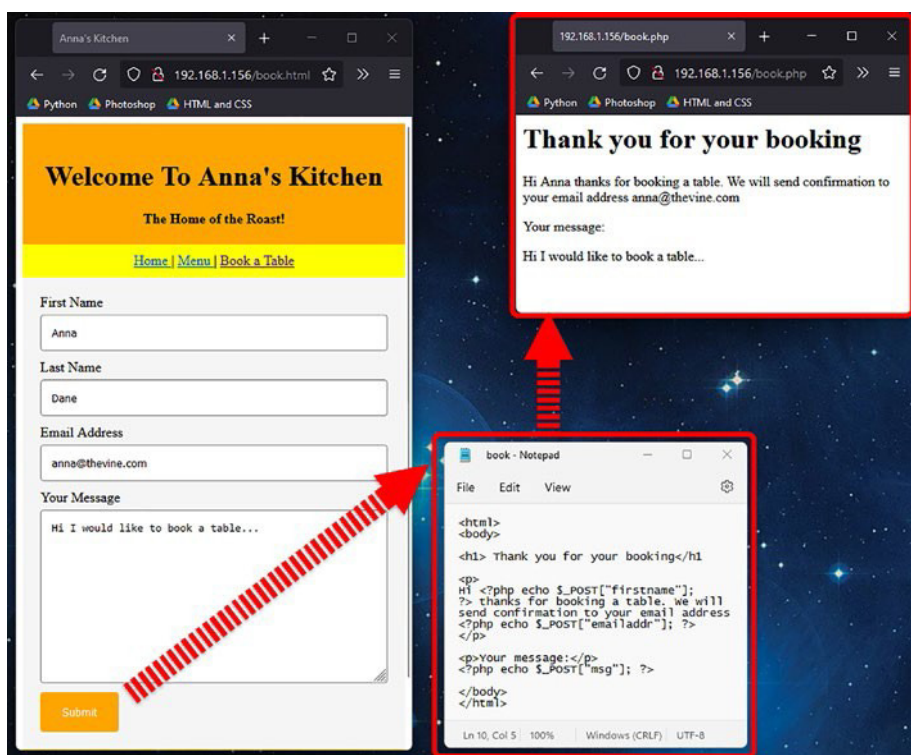 Anna's Kitchen
192.168.1.156/book.html
Python Photoshop HTML and CSS
Welcome To Anna's Kitchen
The Home of the Roast!
Home | Menu | Book a Table
First Name
Anna
Last Name
Dane
Email Address
anna@thevine.com
Your Message
Hi I would like to book a table...
Submit
192.168.1.156/book.php
192.168.1.156/book.php
Python Photoshop HTML and CSS
Thank you for your booking
Hi Anna thanks for booking a table. We will send confirmation to
your email address anna@thevine.com
Your message:
Hi I would like to book a table...
book - Notepad
File Edit View
<html>
<body>
<h1> Thank you for your booking</h1
<p>
Hi <?php echo $_POST["firstname"];
?> thanks for booking a table. We will
send confirmation to your email address
<?php echo $_POST["emailaddr"]; ?>
</p>
<p>Your message:</p>
<?php echo $_POST["msg"]; ?>
</body>
</html>
Ln 10, Col 5 100% Windows (CRLF) UTF-8